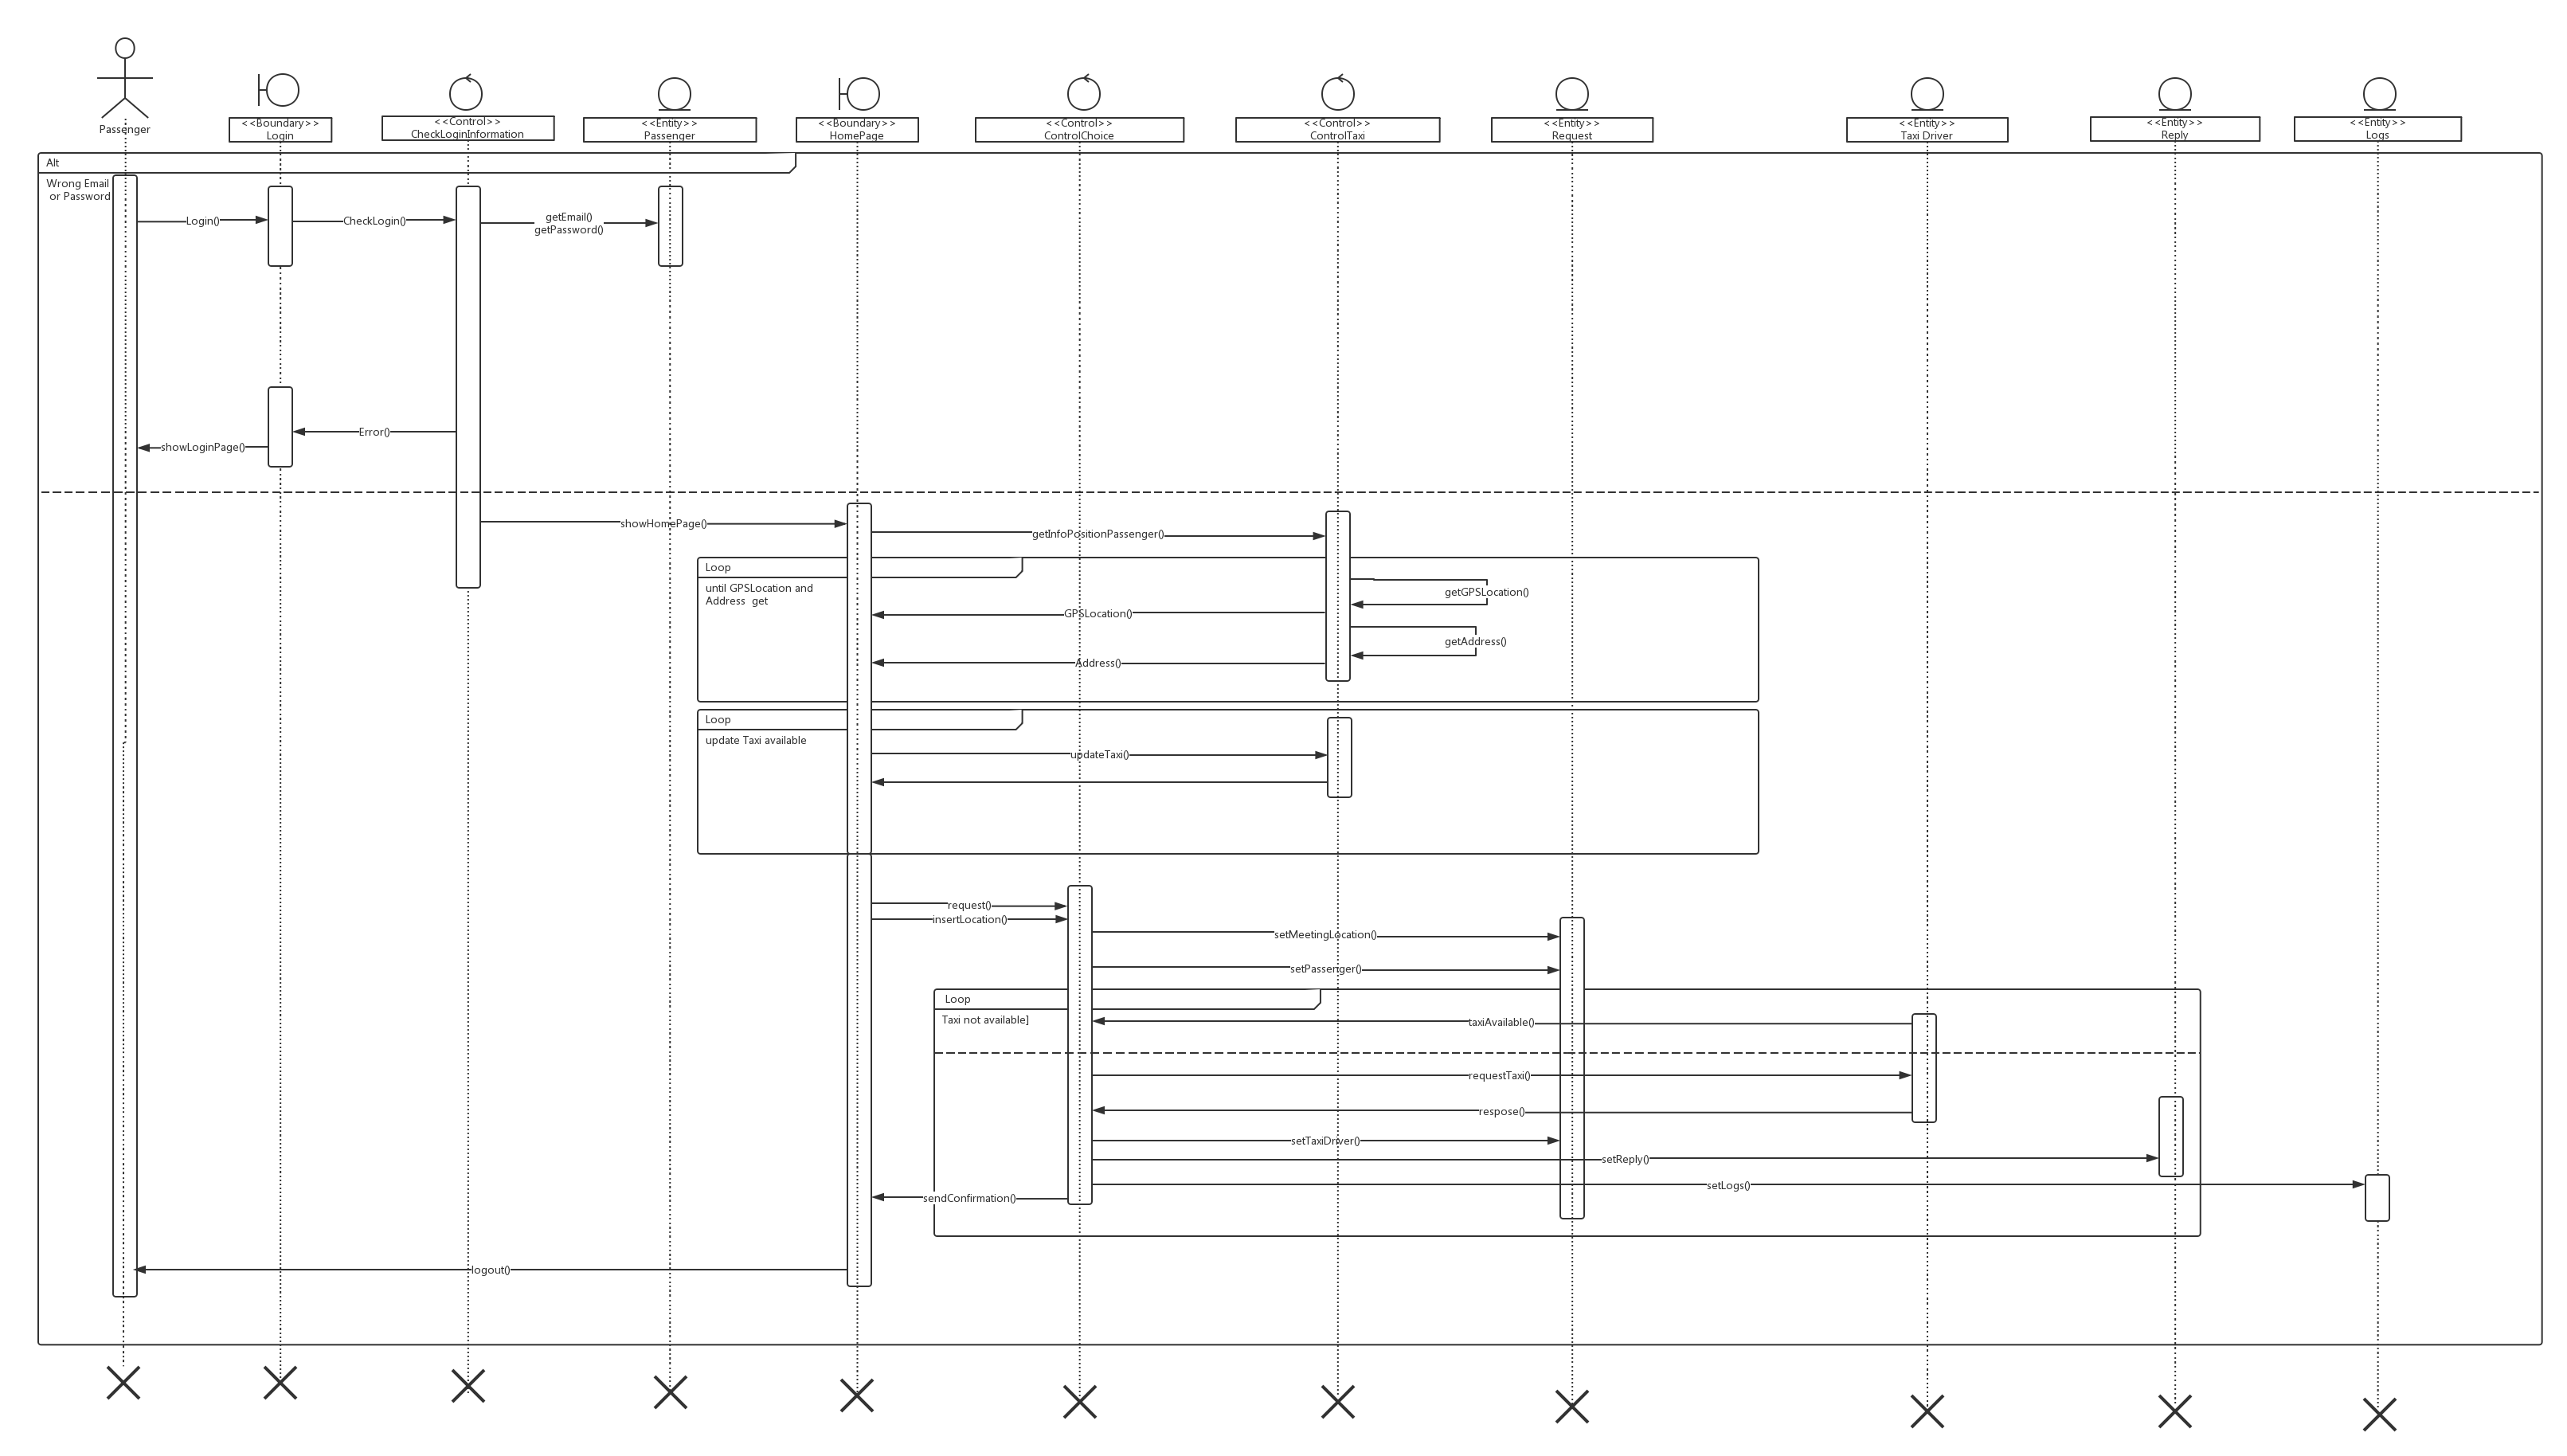 Passenger
<<Boundary>>
Login
<<Control>>
CheckLoginInformation
<<Entity>>
Passenger
<<Boundary>>
HomePage
<<Control>>
ControlChoice
<<Control>>
ControlTaxi
<<Entity>>
Request
<<Entity>>
Taxi Driver
<<Entity>>
Reply
<<Entity>>
Logs
Alt
Wrong Email
or Password
Login()
CheckLogin()
getEmail()
getPassword()
Error()
showLoginPage()
showHomePage()
getInfoPositionPassenger()
Loop
until GPSLocation and
Address get
getGPSLocation()
GPSLocation()
getAddress()
Address()
Loop
update Taxi available
updateTaxi()
request()
insertLocation()
setMeetingLocation()
setPassenger()
Loop
Taxi not available]
taxiAvailable()
requestTaxi()
respose()
setTaxiDriver()
setReply()
setLogs()
sendConfirmation()
logout()